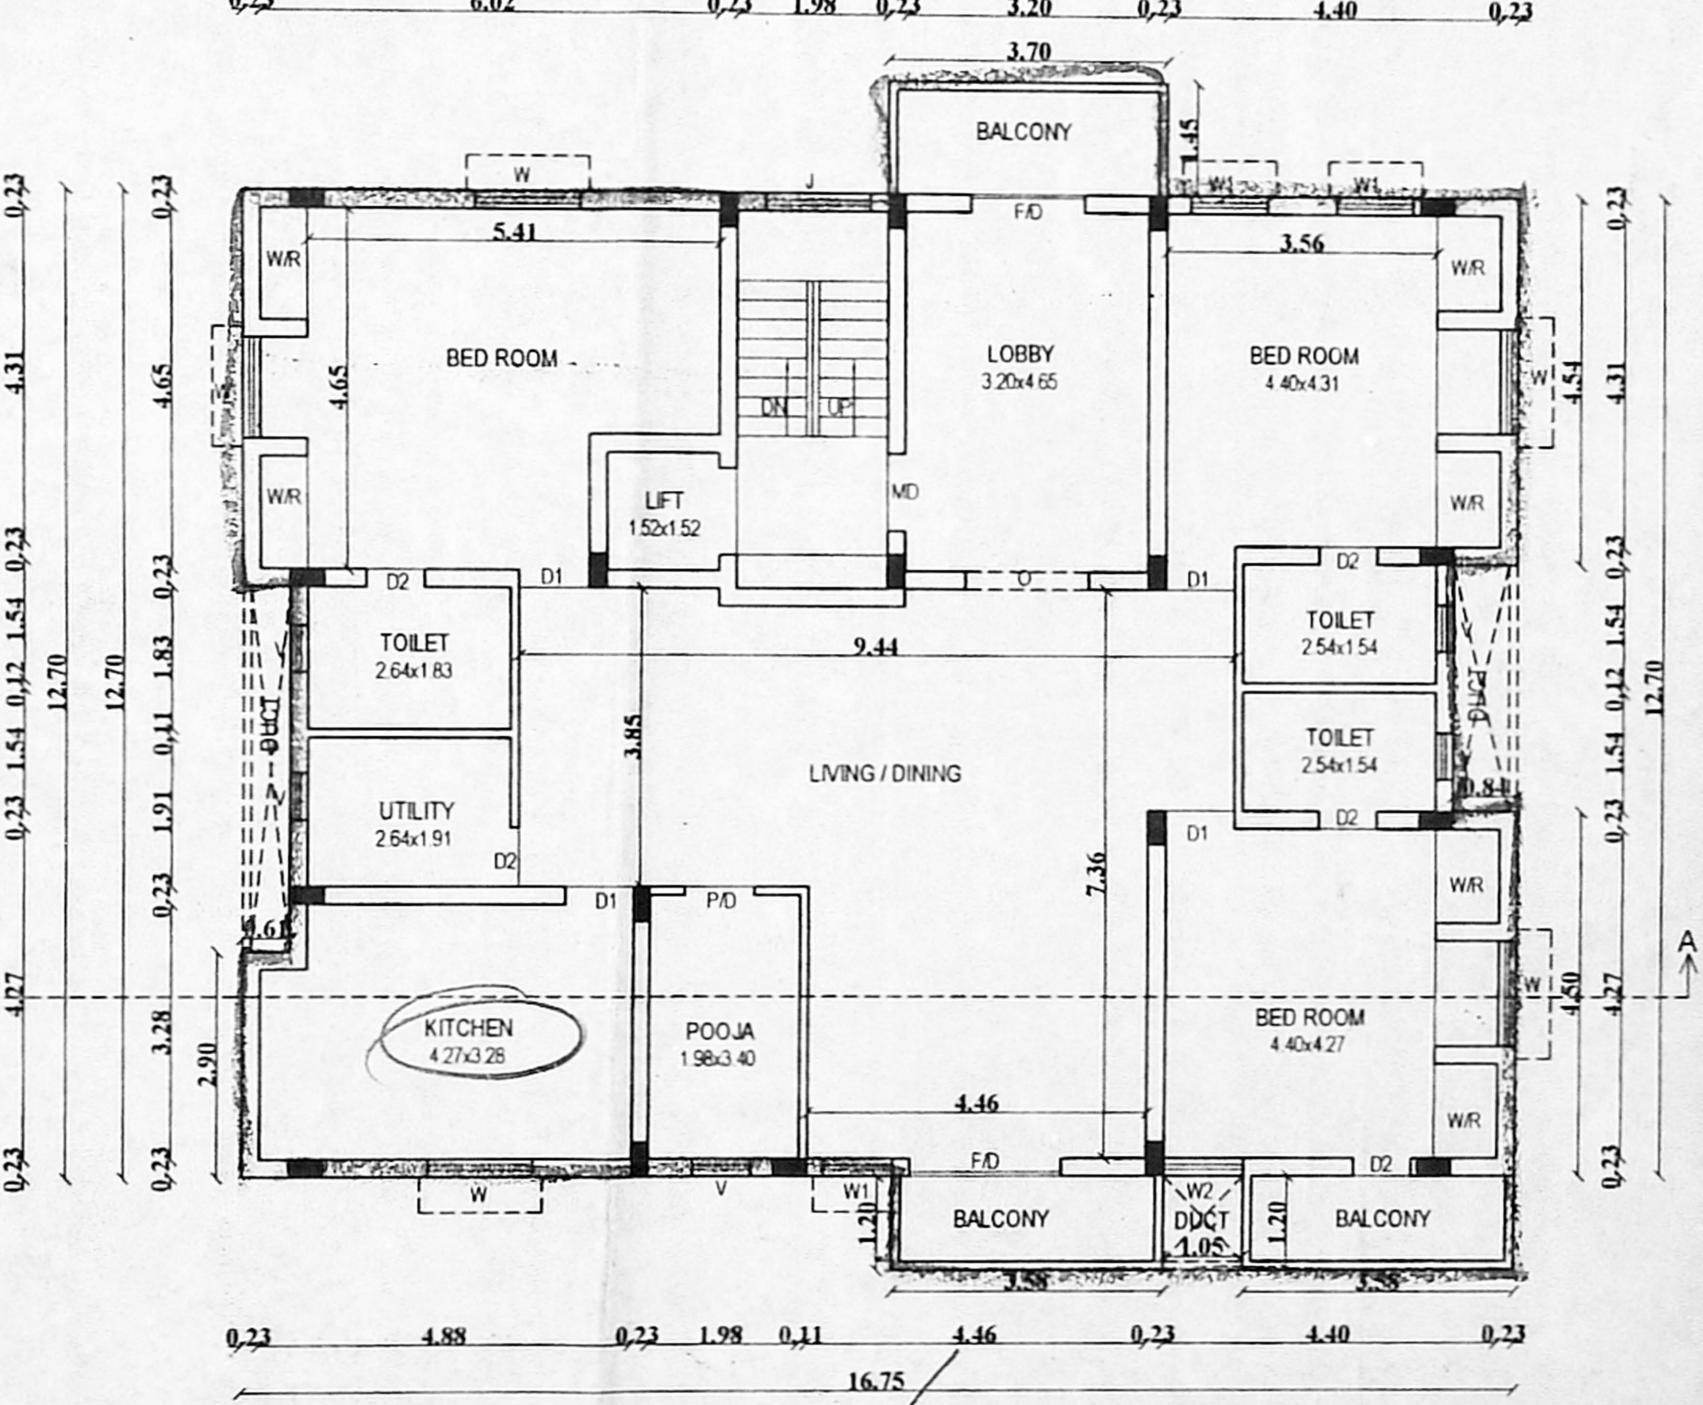 0,23 6.02 0,23 1.98 0,23 3.20 0,23 4.40 0,23
3.70
BALCONY
1.45
W
J
W1
W1
F/D
0,23
0,23
0,23
5.41
3.56
W/R
W/R
BED ROOM
4.65
4.31
12.70
12.70
4.65
W
DN
UP
LOBBY
3.20x4.65
BED ROOM
4.40x4.31
W
4.54
4.31
12.70
W/R
LIFT
1.52x1.52
MD
W/R
0,23
0,23
0,23
D2
D1
O
D1
D2
TOILET
2.64x1.83
9.44
TOILET
2.54x1.54
1.54
1.83
1.54
DUCT
3.85
DUCT
0,12
0,11
0,12
LIVING / DINING
TOILET
2.54x1.54
1.54
1.91
1.54
0.84
UTILITY
2.64x1.91
D2
D1
D2
0,23
0,23
0,23
7.36
D1
P/D
W/R
0.61
A
4.27
3.28
2.90
KITCHEN
4.27x3.28
POOJA
1.98x3.40
BED ROOM
4.40x4.27
W
4.50
4.27
4.46
W/R
0,23
0,23
0,23
F/D
D2
W
V
W1
W2
1.20
BALCONY
DUCT
1.05
1.20
BALCONY
3.58
3.58
0,23 4.88 0,23 1.98 0,11 4.46 0,23 4.40 0,23
16.75